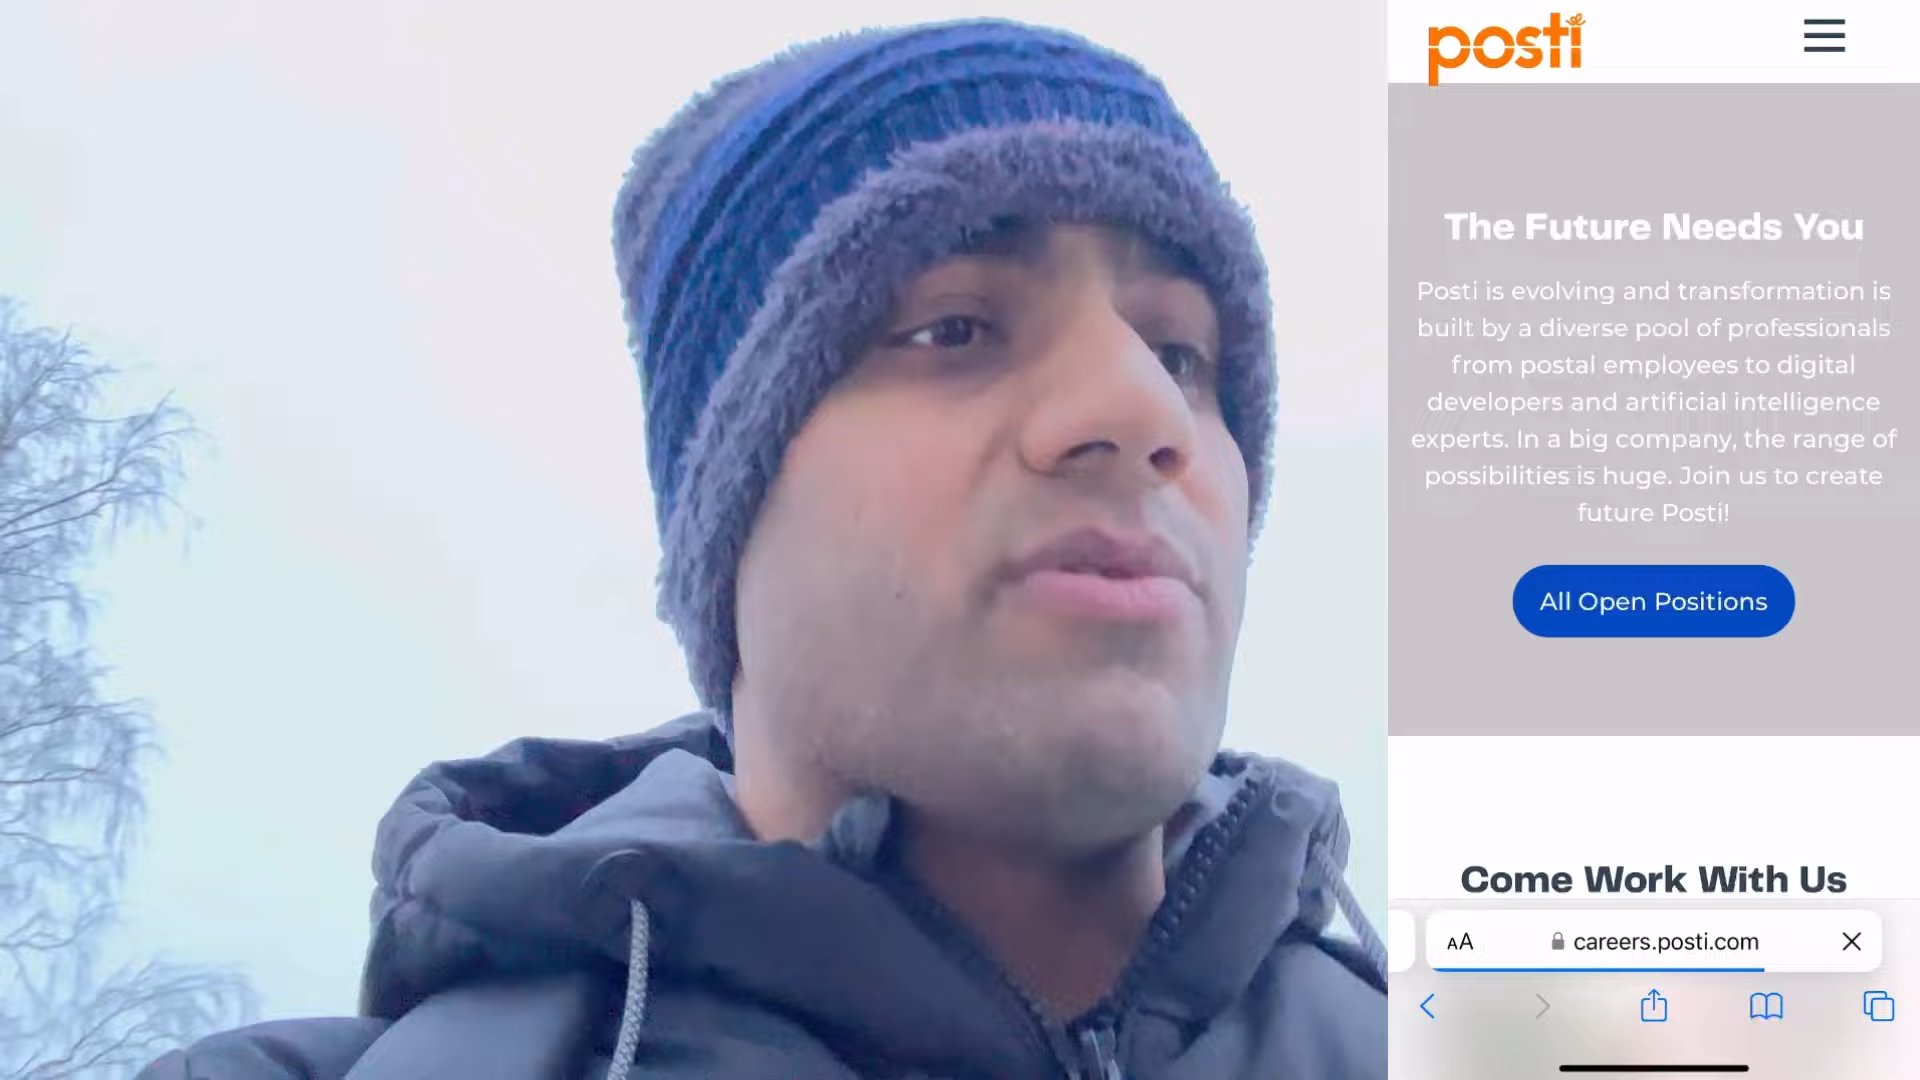 posti
The Future Needs You
Posti is evolving and transformation is
built by a diverse pool of professionals
from postal employees to digital
developers and artificial intelligence
experts. In a big company, the range of
possibilities is huge. Join us to create
future Posti!
All Open Positions
Come Work With Us
AA careers.posti.com